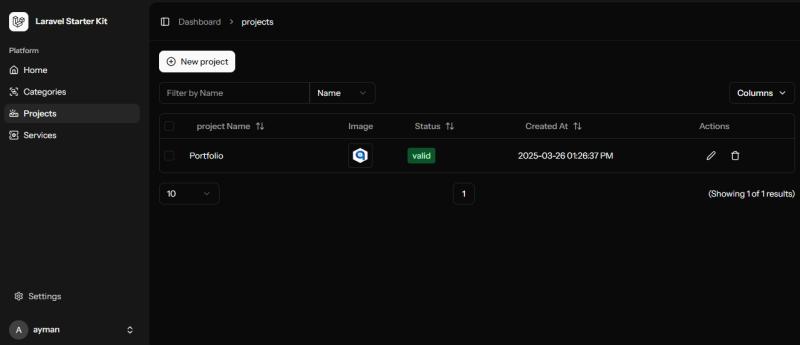 Laravel Starter Kit
Dashboard > projects
Platform
Home
Categories
Projects
Services
New project
Filter by Name
Name
Columns
project Name
Image
Status
Created At
Actions
Portfolio
valid
2025-03-26 01:26:37 PM
10
1
(Showing 1 of 1 results)
Settings
A
ayman